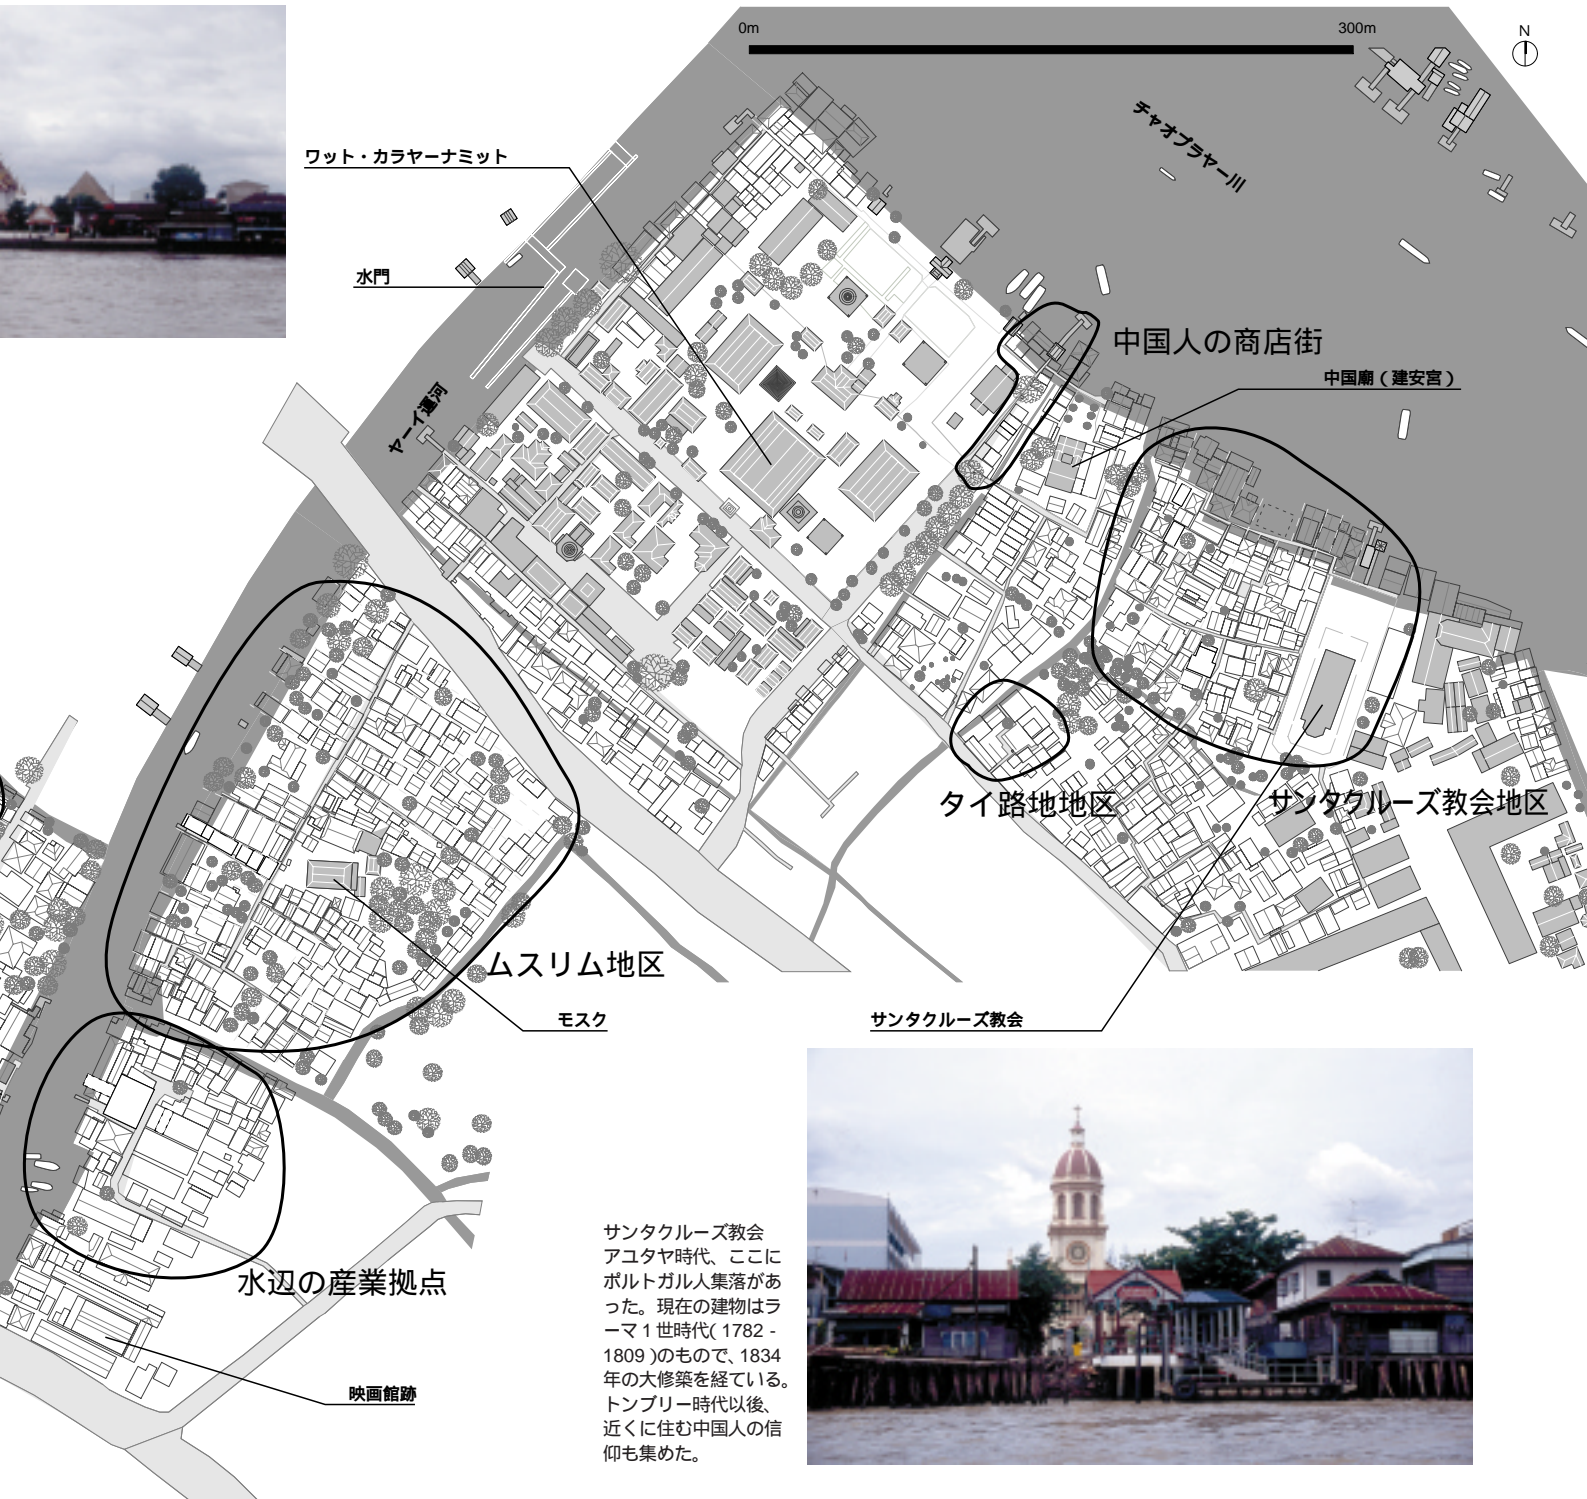 0m
300m
N
チャオプラヤー川
ワット・カラヤーナミット
水門
ヤーイ運河
中国人の商店街
中国廟（建安宮）
タイ路地地区
サンタクルーズ教会地区
ムスリム地区
モスク
サンタクルーズ教会
水辺の産業拠点
映画館跡
サンタクルーズ教会
アユタヤ時代、ここに
ポルトガル人集落があ
った。現在の建物はラ
ーマ1世時代（1782 -
1809）のもので、1834
年の大修築を経ている。
トンブリー時代以後、
近くに住む中国人の信
仰も集めた。